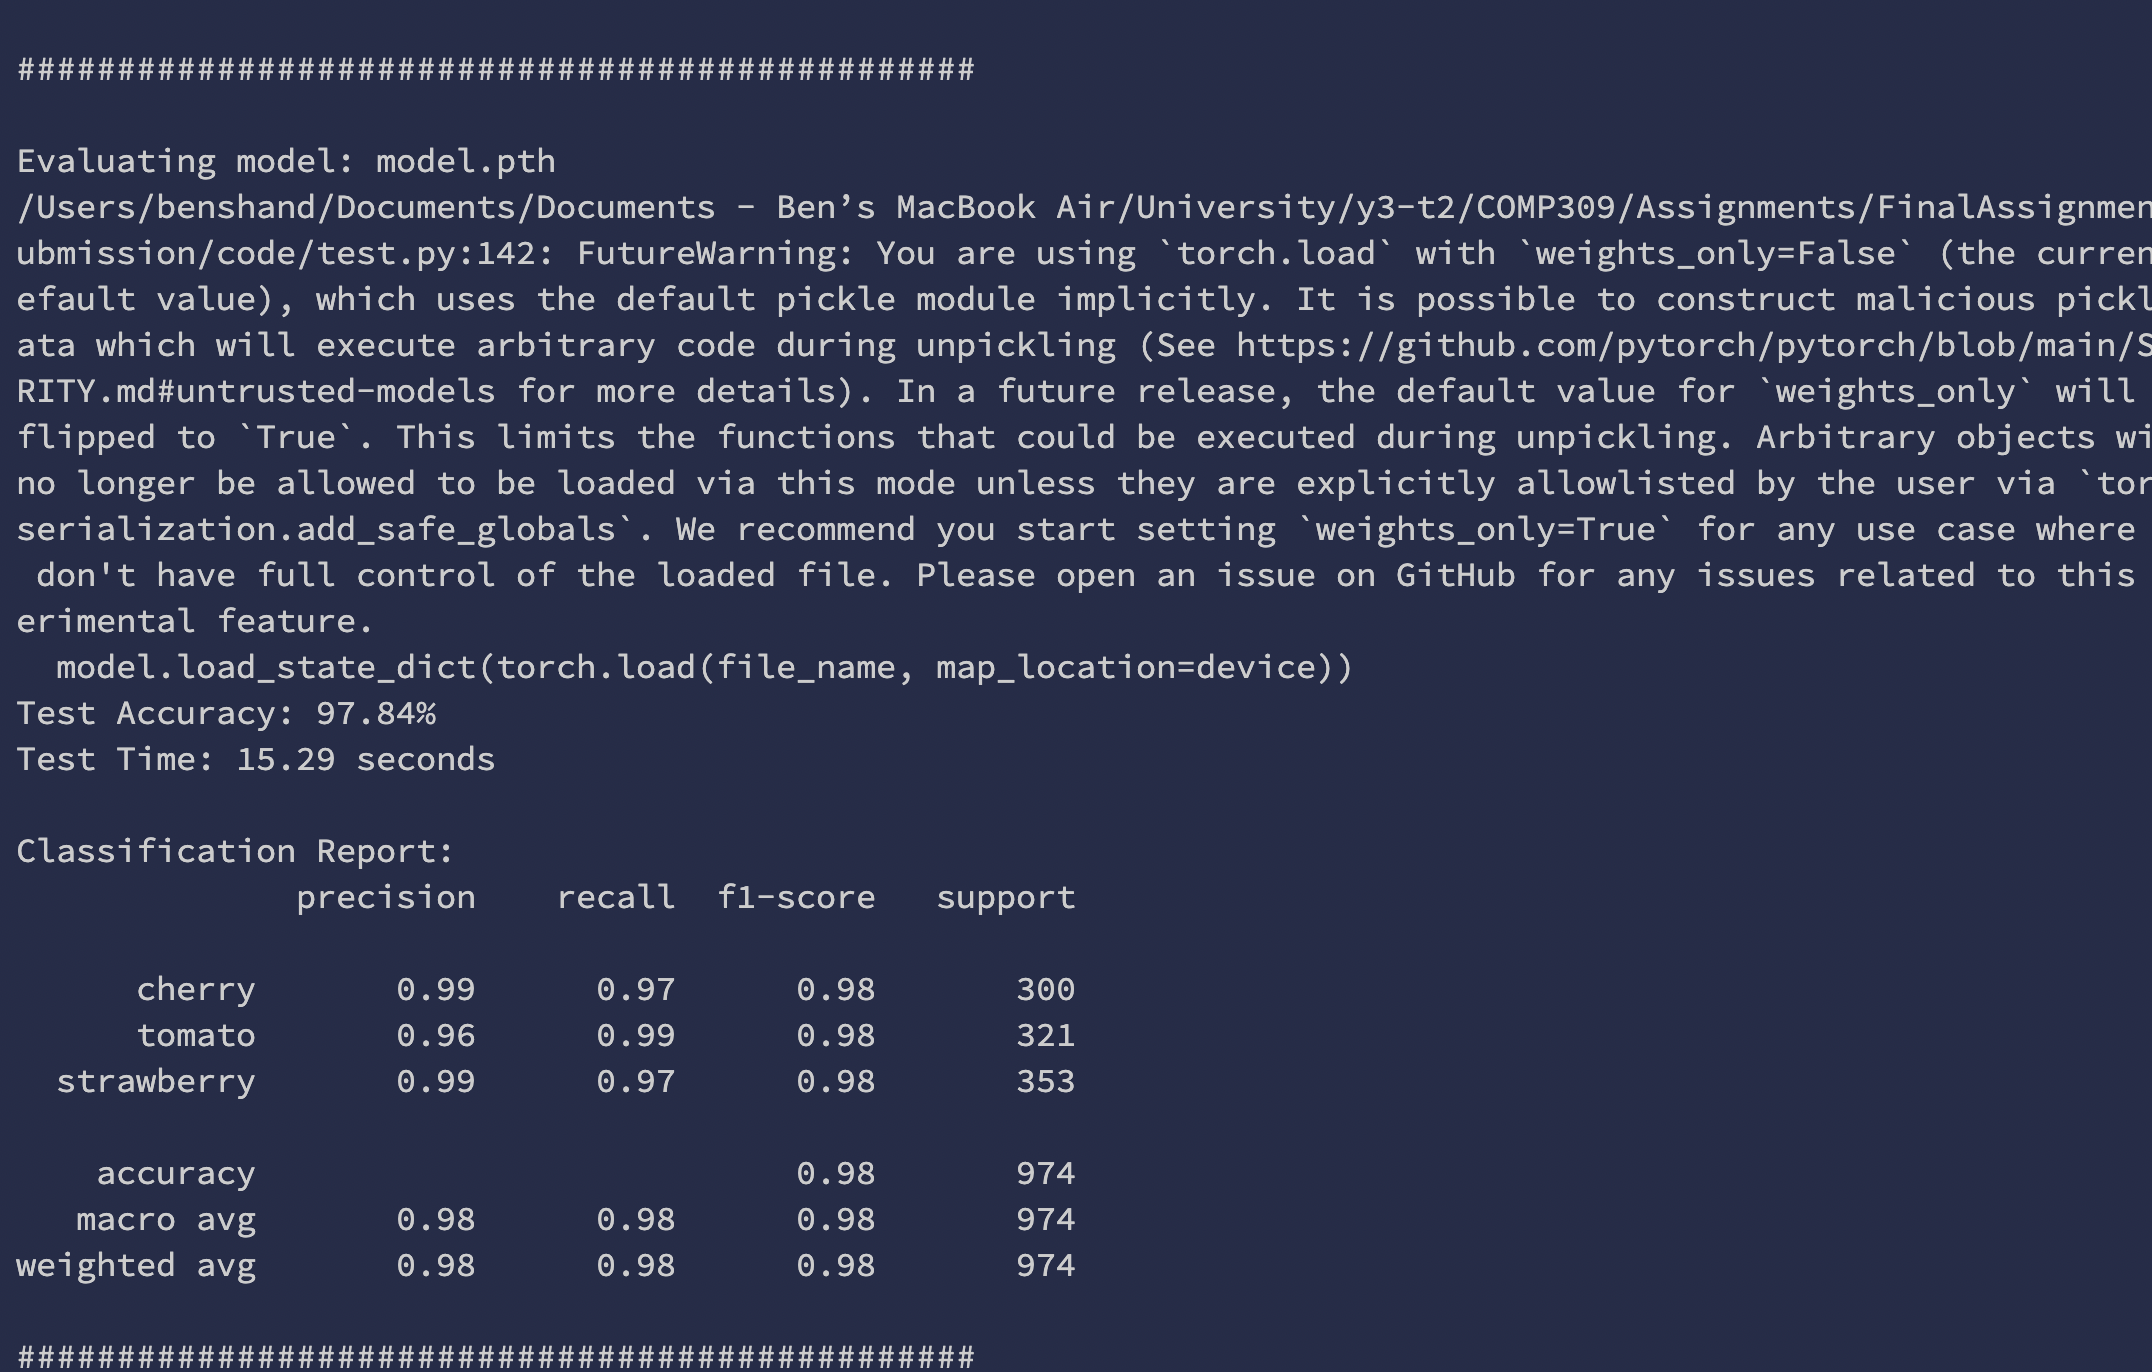 ################################################
Evaluating model: model.pth
/Users/benshand/Documents/Documents - Ben’s MacBook Air/University/y3-t2/COMP309/Assignments/FinalAssignmen
ubmission/code/test.py:142: FutureWarning: You are using `torch.load` with `weights_only=False` (the curren
efault value), which uses the default pickle module implicitly. It is possible to construct malicious pickl
ata which will execute arbitrary code during unpickling (See https://github.com/pytorch/pytorch/blob/main/S
RITY.md#untrusted-models for more details). In a future release, the default value for `weights_only` will
flipped to `True`. This limits the functions that could be executed during unpickling. Arbitrary objects wi
no longer be allowed to be loaded via this mode unless they are explicitly allowlisted by the user via `tor
serialization.add_safe_globals`. We recommend you start setting `weights_only=True` for any use case where
don't have full control of the loaded file. Please open an issue on GitHub for any issues related to this
erimental feature.
model.load_state_dict(torch.load(file_name, map_location=device))
Test Accuracy: 97.84%
Test Time: 15.29 seconds
Classification Report:
precision recall f1-score support
cherry 0.99 0.97 0.98 300
tomato 0.96 0.99 0.98 321
strawberry 0.99 0.97 0.98 353
accuracy 0.98 974
macro avg 0.98 0.98 0.98 974
weighted avg 0.98 0.98 0.98 974
################################################